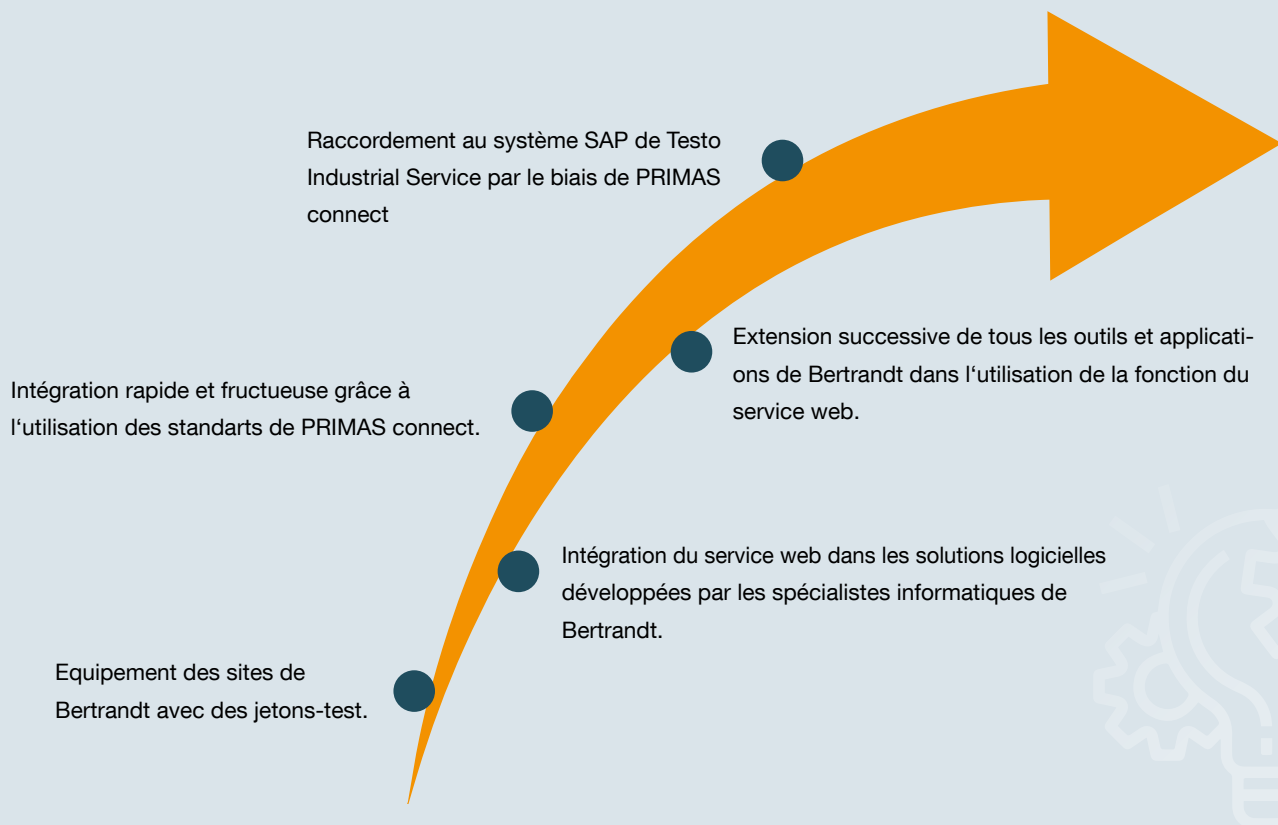 Raccordement au système SAP de Testo
Industrial Service par le biais de PRIMAS
connect
Extension successive de tous les outils et applicati-
ons de Bertrandt dans l‘utilisation de la fonction du
service web.
Intégration rapide et fructueuse grâce à
l‘utilisation des standarts de PRIMAS connect.
Intégration du service web dans les solutions logicielles
développées par les spécialistes informatiques de
Bertrandt.
Equipement des sites de
Bertrandt avec des jetons-test.